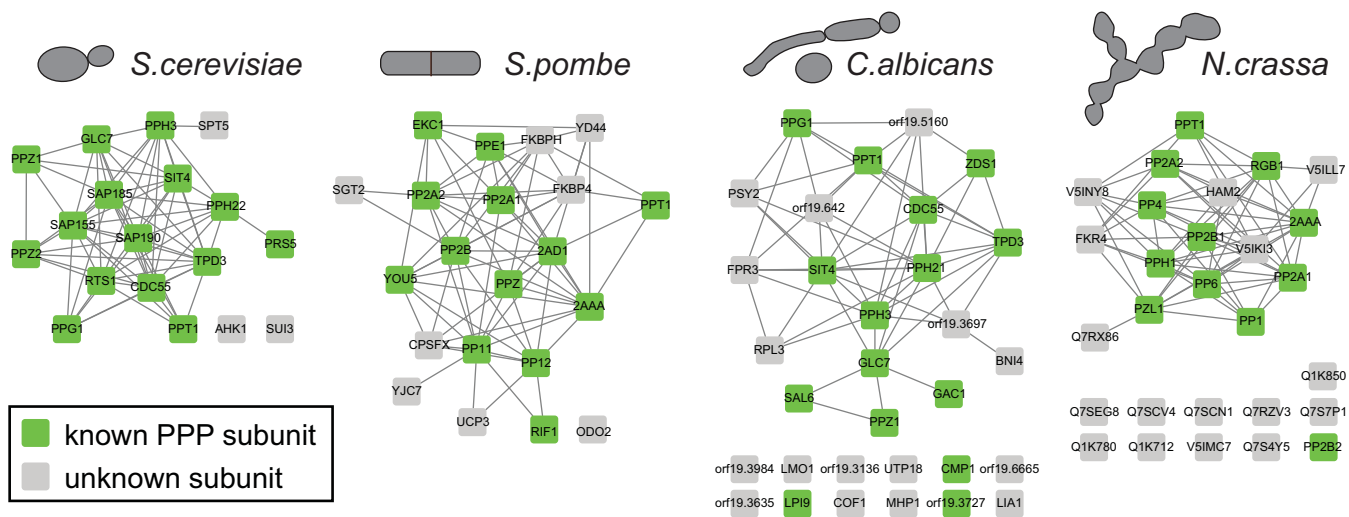 S.cerevisiae
S.pombe
C.albicans
N.crassa
PPH3
SPT5
GLC7
PPZ1
SIT4
SAP185
PPH22
SAP155
SAP190
PRS5
PPZ2
TPD3
RTS1
CDC55
PPG1
PPT1
AHK1
SUI3
EKC1
YD44
PPE1
FKBPH
SGT2
PP2A2
PP2A1
FKBP4
PPT1
PP2B
2AD1
YOU5
PPZ
2AAA
CPSFX
PP11
PP12
YJC7
UCP3
RIF1
ODO2
PPG1
orf19.5160
PPT1
ZDS1
PSY2
orf19.642
CDC55
TPD3
FPR3
SIT4
PPH21
PPH3
orf19.3697
RPL3
GLC7
BNI4
SAL6
GAC1
PPZ1
orf19.3984
LMO1
orf19.3136
UTP18
CMP1
orf19.6665
orf19.3635
LPI9
COF1
MHP1
orf19.3727
LIA1
PPT1
PP2A2
RGB1
V5ILL7
V5INY8
HAM2
PP4
2AAA
FKR4
PP2B1
V5IKI3
PPH1
PP2A1
PP6
PZL1
PP1
Q7RX86
Q1K850
Q7SEG8
Q7SCV4
Q7SCN1
Q7RZV3
Q7S7P1
Q1K780
Q1K712
V5IMC7
Q7S4Y5
PP2B2
known PPP subunit
unknown subunit